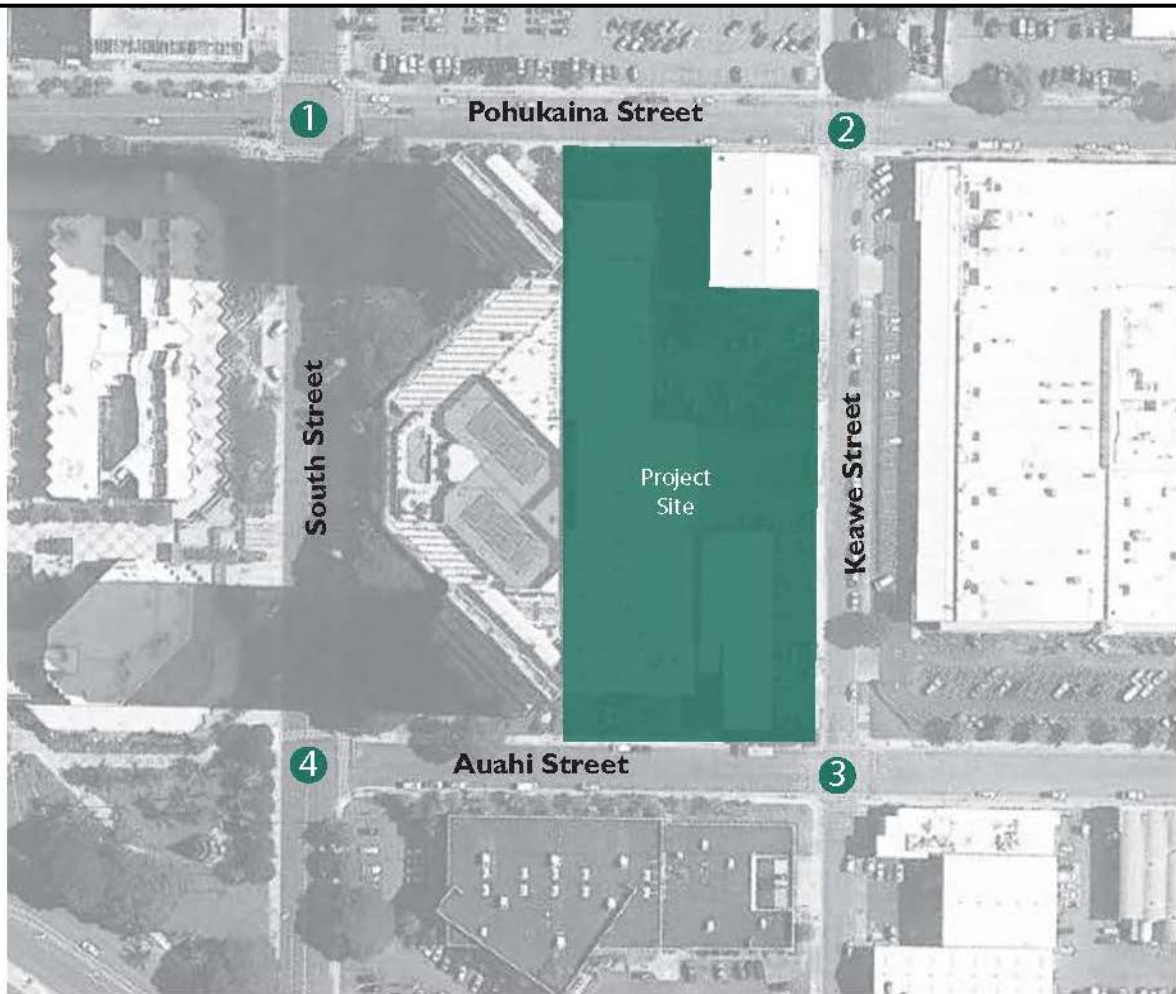 1
Pohukaina Street
2
South Street
Project
Site
Keawe Street
4
Auahi Street
3